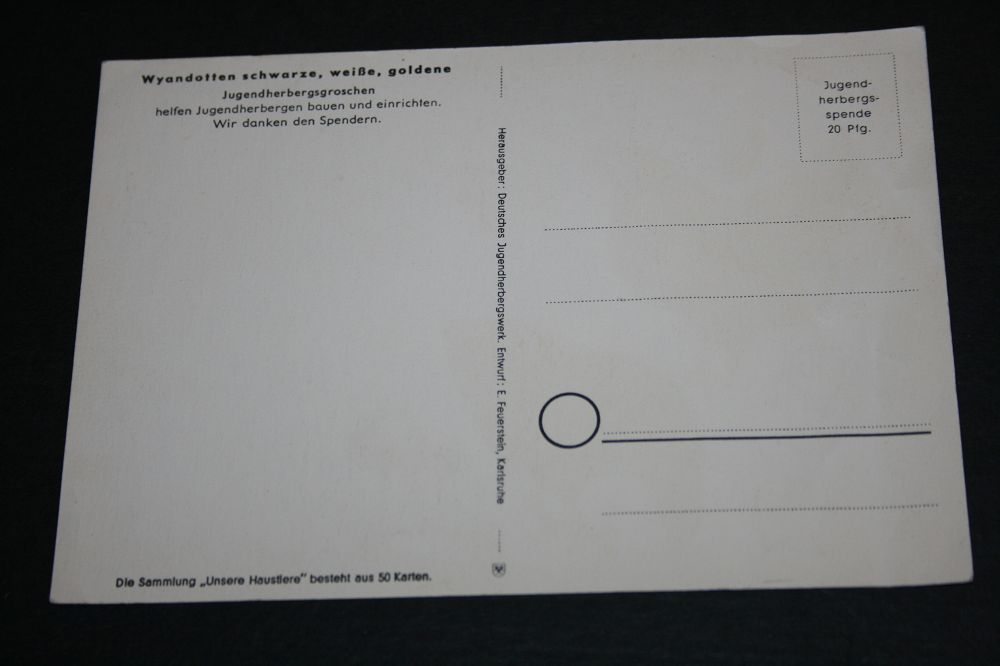 Wyandotten schwarze, weiße, goldene
Jugendherbergsgroschen
helfen Jugendherbergen bauen und einrichten.
Wir danken den Spendern.
Die Sammlung „Unsere Haustiere" besteht aus 50 Karten.
Herausgeber: Deutsches Jugendherbergswerk. Entwurf: E. Feuerstein, Karlsruhe
Jugend-
herbergs-
spende
20 Pfg.